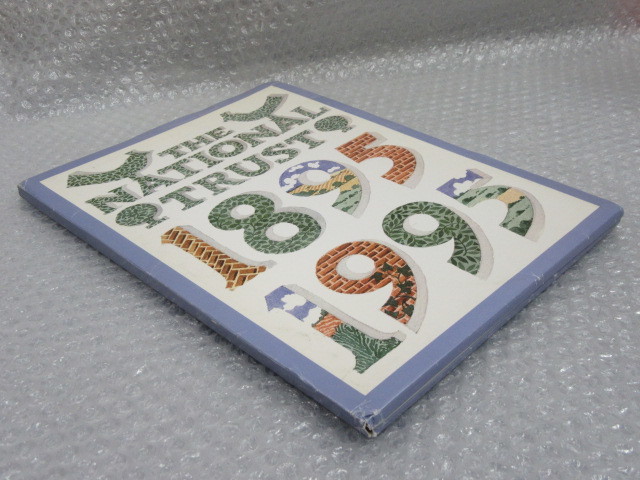 THE
NATIONAL
TRUST
1895
1995